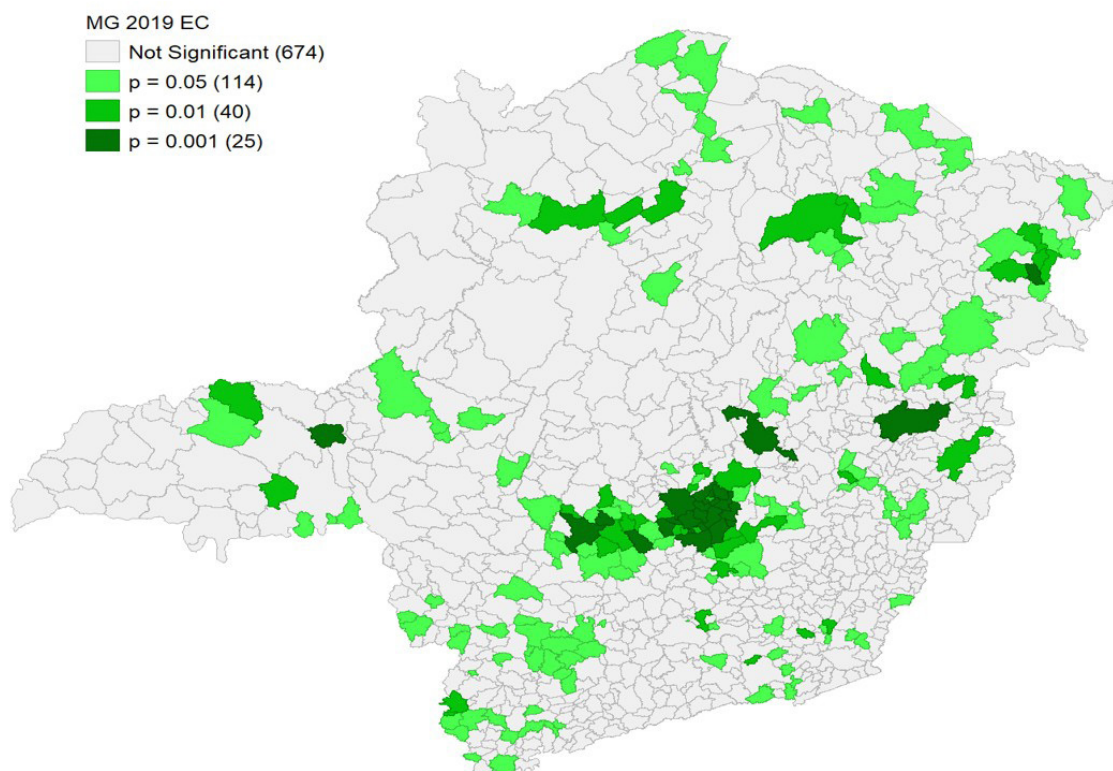 MG 2019 EC
Not Significant (674)
p = 0.05 (114)
p = 0.01 (40)
p = 0.001 (25)